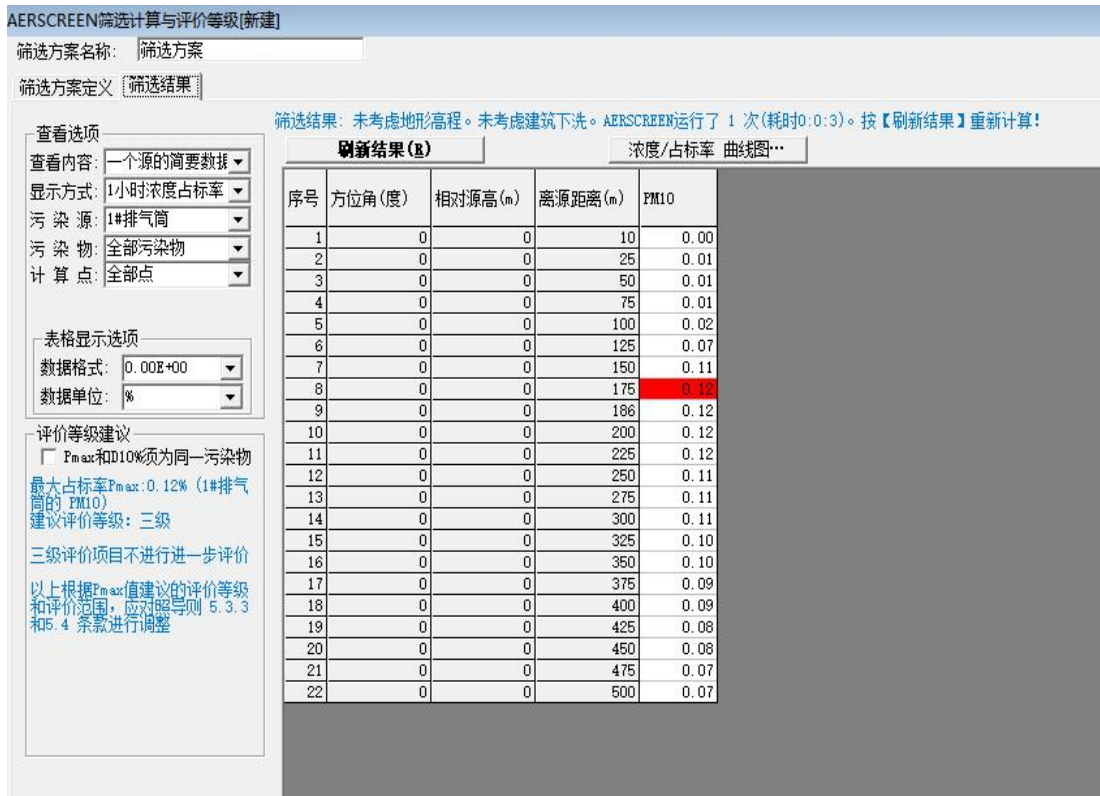 AERSCREEN筛选计算与评价等级[新建]
筛选方案名称: 筛选方案
筛选方案定义 筛选结果
筛选结果: 未考虑地形高程。未考虑建筑下洗。AERSCREEN运行了 1 次(耗时0:0:3)。按【刷新结果】重新计算!
刷新结果(R) 浓度/占标率 曲线图…
查看选项
查看内容: 一个源的简要数据
显示方式: 1小时浓度占标率
污 染 源: 1#排气筒
污 染 物: 全部污染物
计 算 点: 全部点
表格显示选项
数据格式: 0.00E+00
数据单位: %
评价等级建议
Pmax和D10%须为同一污染物
最大占标率Pmax:0.12% (1#排气
筒的 PM10)
建议评价等级: 三级
三级评价项目不进行进一步评价
以上根据Pmax值建议的评价等级
和评价范围, 应对照导则 5.3.3
和5.4 条款进行调整
序号 方位角(度) 相对源高(m) 离源距离(m) PM10
1 0 0 10 0.00
2 0 0 25 0.01
3 0 0 50 0.01
4 0 0 75 0.01
5 0 0 100 0.02
6 0 0 125 0.07
7 0 0 150 0.11
8 0 0 175 0.12
9 0 0 186 0.12
10 0 0 200 0.12
11 0 0 225 0.12
12 0 0 250 0.11
13 0 0 275 0.11
14 0 0 300 0.11
15 0 0 325 0.10
16 0 0 350 0.10
17 0 0 375 0.09
18 0 0 400 0.09
19 0 0 425 0.08
20 0 0 450 0.08
21 0 0 475 0.07
22 0 0 500 0.07